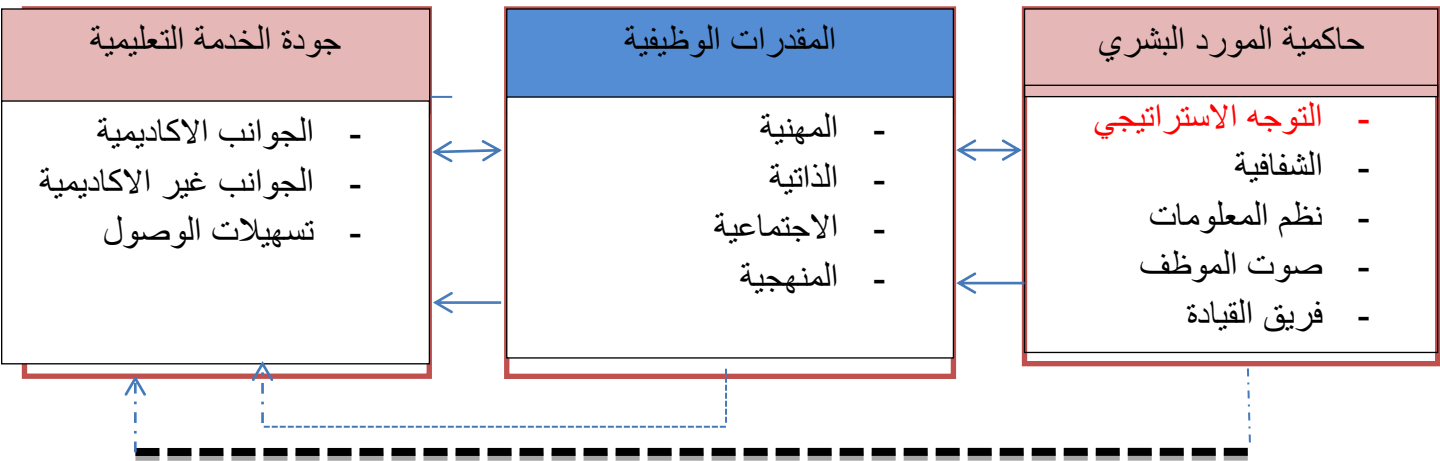 حاكمية المورد البشري
- التوجه الاستراتيجي
- الشفافية
- نظم المعلومات
- صوت الموظف
- فريق القيادة
المقدرات الوظيفية
- المهنية
- الذاتية
- الاجتماعية
- المنهجية
جودة الخدمة التعليمية
- الجوانب الاكاديمية
- الجوانب غير الاكاديمية
- تسهيلات الوصول